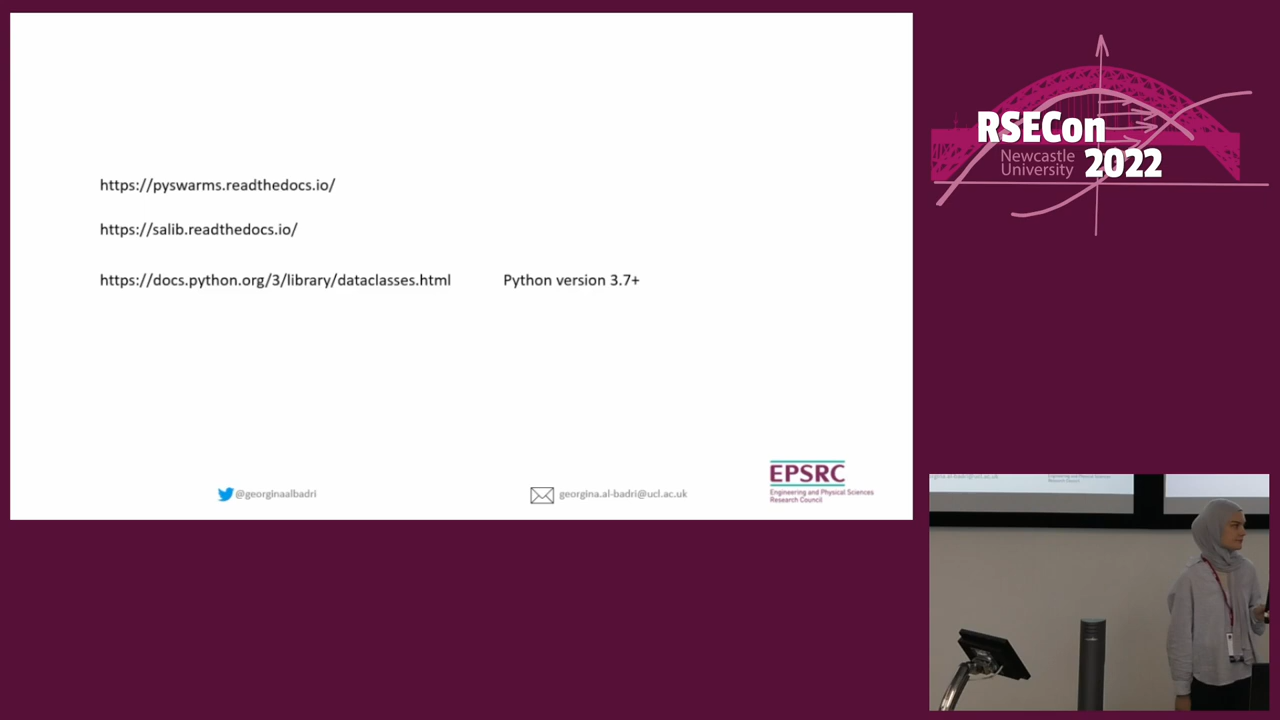 https://pyswarms.readthedocs.io/
https://salib.readthedocs.io/
https://docs.python.org/3/library/dataclasses.html Python version 3.7+
@georginaalbadri
georgina.al-badri@ucl.ac.uk
EPSRC
Engineering and Physical Sciences
Research Council
RSECon
Newcastle
University
2022